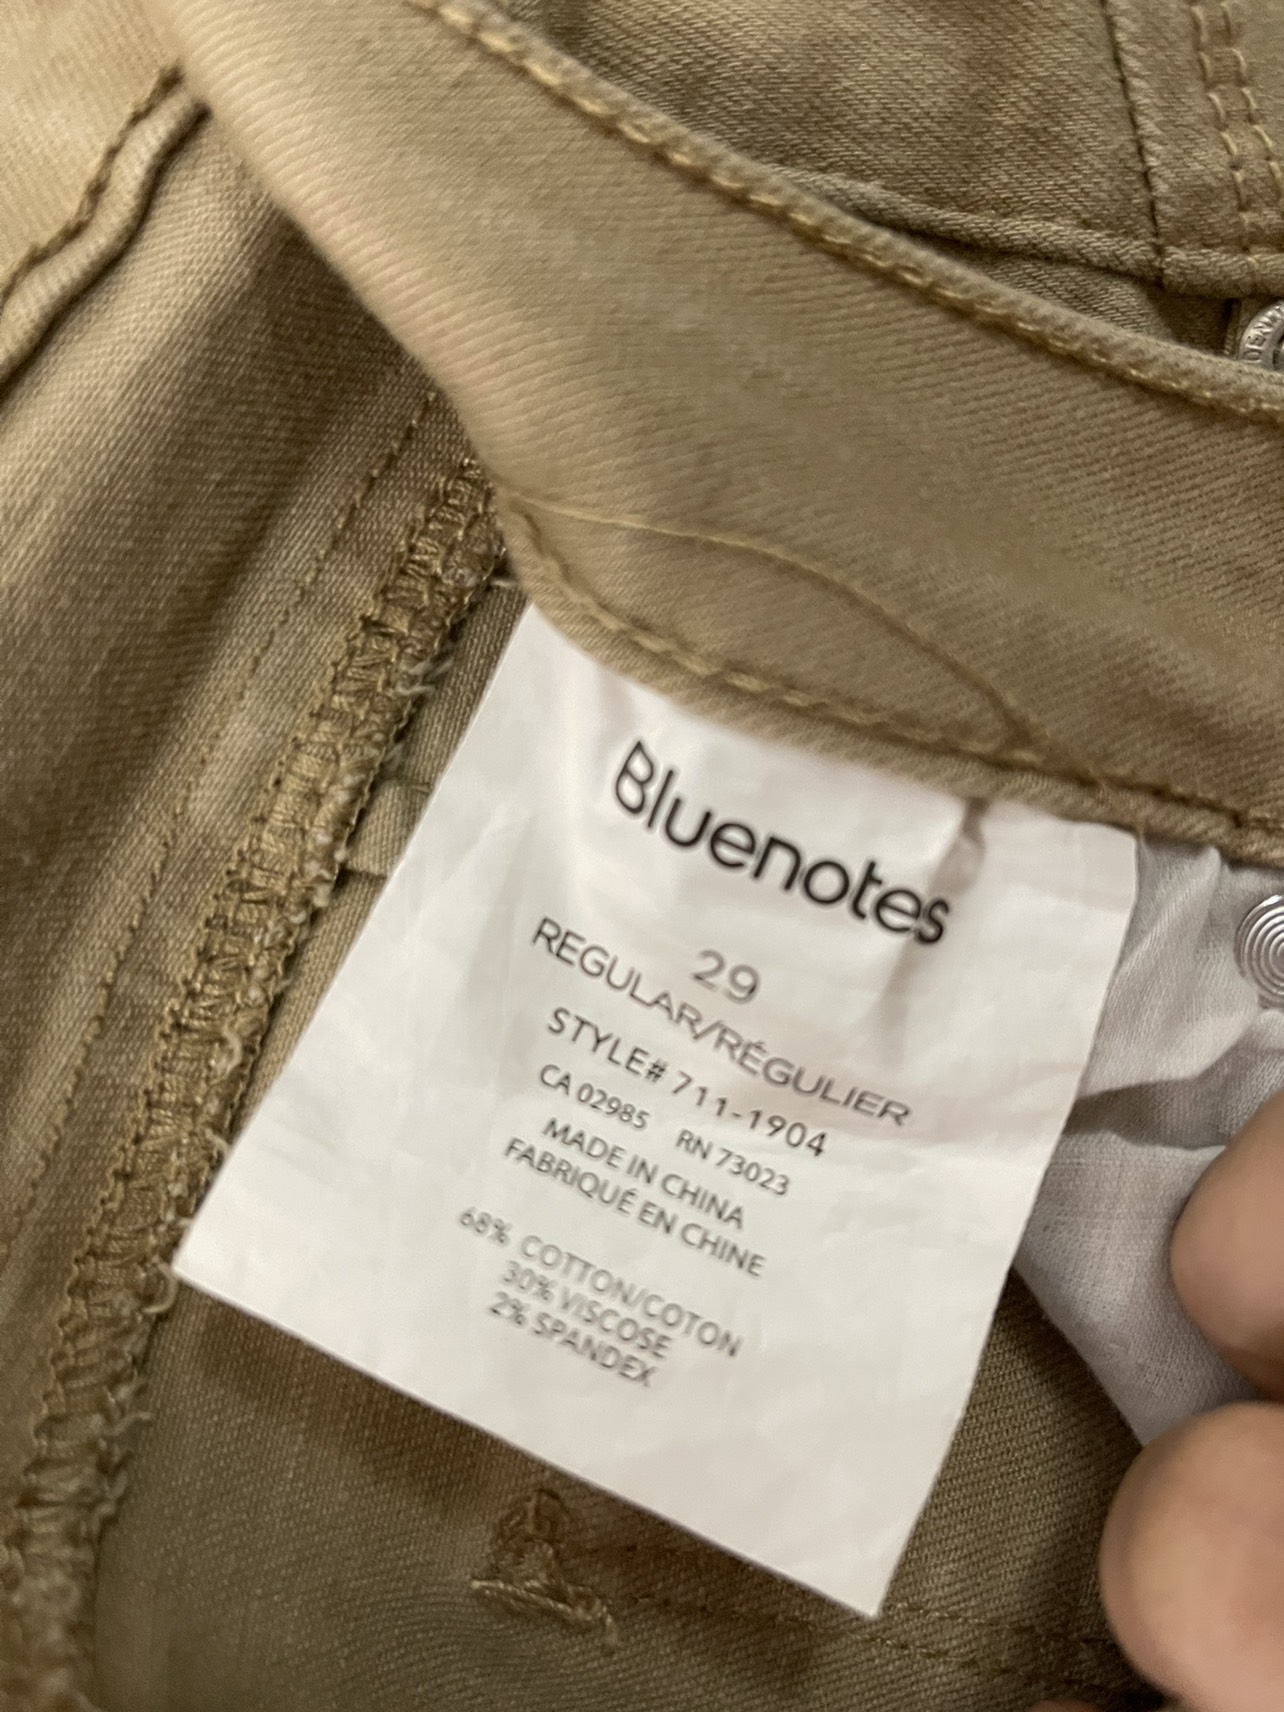 Bluenotes
29
REGULAR/RÉGULIER
STYLE# 711-1904
CA 02985 RN 73023
MADE IN CHINA
FABRIQUÉ EN CHINE
68% COTTON/COTON
30% VISCOSE
2% SPANDEX